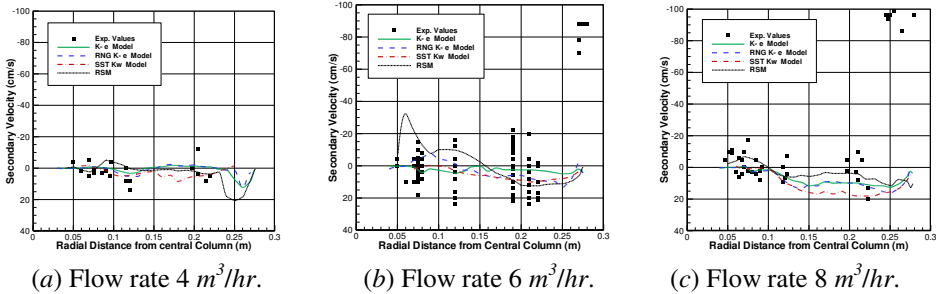 -100
-80
-60
-40
-20
0
20
40
Secondary Velocity (cm/s)
Exp. Values
K- e Model
RNG K- e Model
SST Kw Model
RSM
0 0.05 0.1 0.15 0.2 0.25 0.3
Radial Distance from Central Column (m)
(a) Flow rate 4 m³/hr.
-100
-80
-60
-40
-20
0
20
40
Secondary Velocity (cm/s)
Exp. Values
K- e Model
RNG K- e Model
SST Kw Model
RSM
0.05 0.1 0.15 0.2 0.25 0.3
Radial Distance from central Column (m)
(b) Flow rate 6 m³/hr.
-100
-80
-60
-40
-20
0
20
40
Secondary Velocity (cm/s)
Exp. Values
K- e Model
RNG K- e Model
SST Kw Model
RSM
0 0.05 0.1 0.15 0.2 0.25 0.3
Radial Distance from central Column (m)
(c) Flow rate 8 m³/hr.